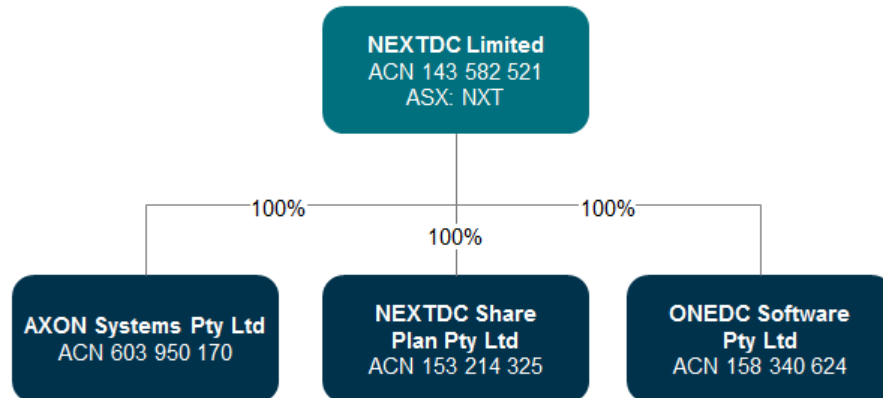 NEXTDC Limited
ACN 143 582 521
ASX: NXT
100%
100%
100%
AXON Systems Pty Ltd
ACN 603 950 170
NEXTDC Share
Plan Pty Ltd
ACN 153 214 325
ONEDC Software
Pty Ltd
ACN 158 340 624